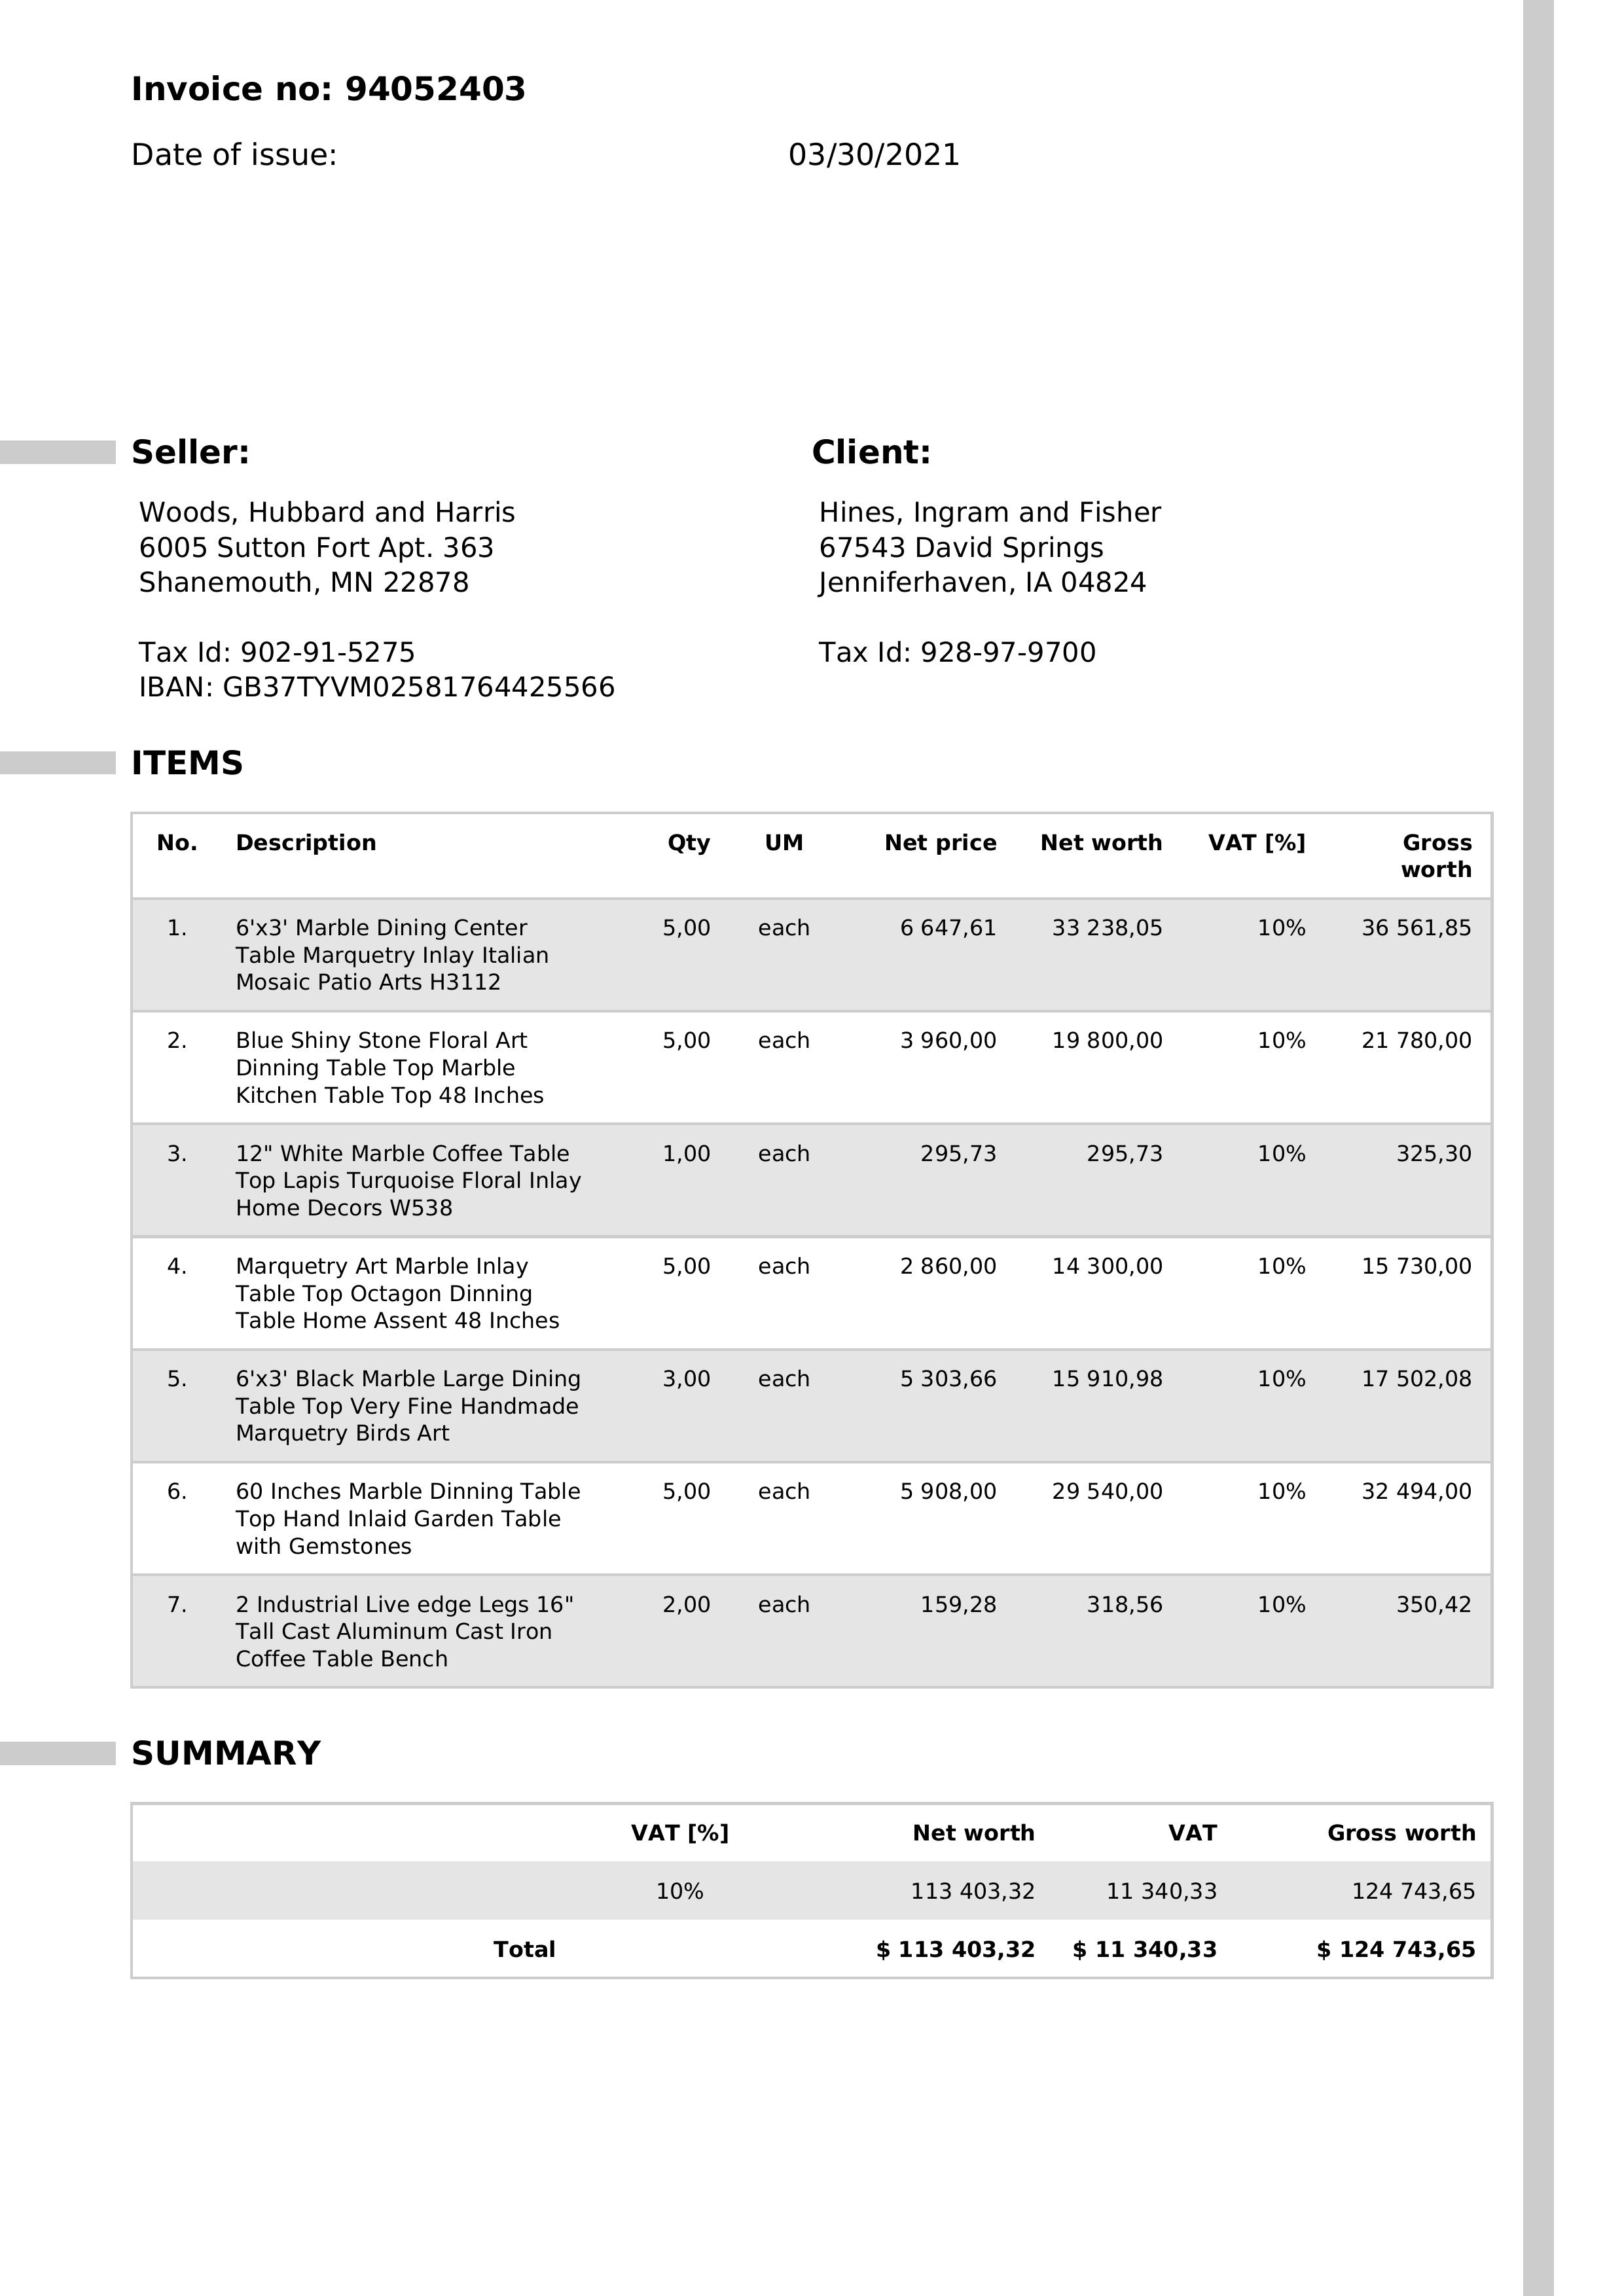 Invoice no: 94052403
Date of issue: 03/30/2021
Seller:
Woods, Hubbard and Harris
6005 Sutton Fort Apt. 363
Shanemouth, MN 22878
Tax Id: 902-91-5275
IBAN: GB37TYVM02581764425566
Client:
Hines, Ingram and Fisher
67543 David Springs
Jenniferhaven, IA 04824
Tax Id: 928-97-9700
ITEMS
No. Description Qty UM Net price Net worth VAT [%] Gross
worth
1. 6'x3' Marble Dining Center 5,00 each 6 647,61 33 238,05 10% 36 561,85
Table Marquetry Inlay Italian
Mosaic Patio Arts H3112
2. Blue Shiny Stone Floral Art 5,00 each 3 960,00 19 800,00 10% 21 780,00
Dinning Table Top Marble
Kitchen Table Top 48 Inches
3. 12" White Marble Coffee Table 1,00 each 295,73 295,73 10% 325,30
Top Lapis Turquoise Floral Inlay
Home Decors W538
4. Marquetry Art Marble Inlay 5,00 each 2 860,00 14 300,00 10% 15 730,00
Table Top Octagon Dinning
Table Home Assent 48 Inches
5. 6'x3' Black Marble Large Dining 3,00 each 5 303,66 15 910,98 10% 17 502,08
Table Top Very Fine Handmade
Marquetry Birds Art
6. 60 Inches Marble Dinning Table 5,00 each 5 908,00 29 540,00 10% 32 494,00
Top Hand Inlaid Garden Table
with Gemstones
7. 2 Industrial Live edge Legs 16" 2,00 each 159,28 318,56 10% 350,42
Tall Cast Aluminum Cast Iron
Coffee Table Bench
SUMMARY
VAT [%] Net worth VAT Gross worth
10% 113 403,32 11 340,33 124 743,65
Total $ 113 403,32 $ 11 340,33 $ 124 743,65